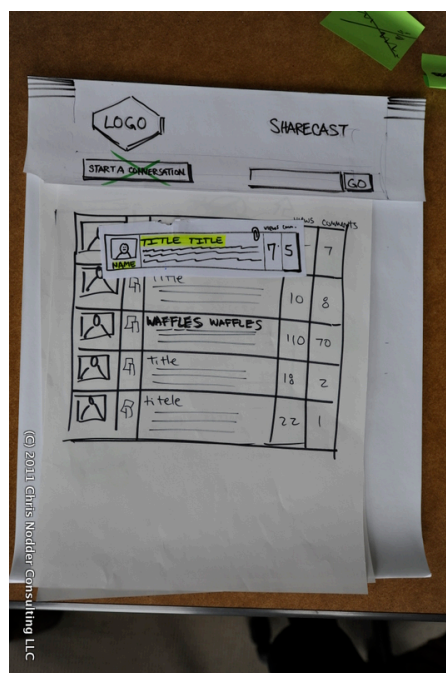 LOGO
SHARECAST
START A CONVERSATION
GO
COMMENTS
TITLE TITLE
NAME
7 5
7
Title
10 8
WAFFLES WAFFLES
110 70
title
18 2
titele
22 1
(C) 2011 Chris Nodder Consulting LLC